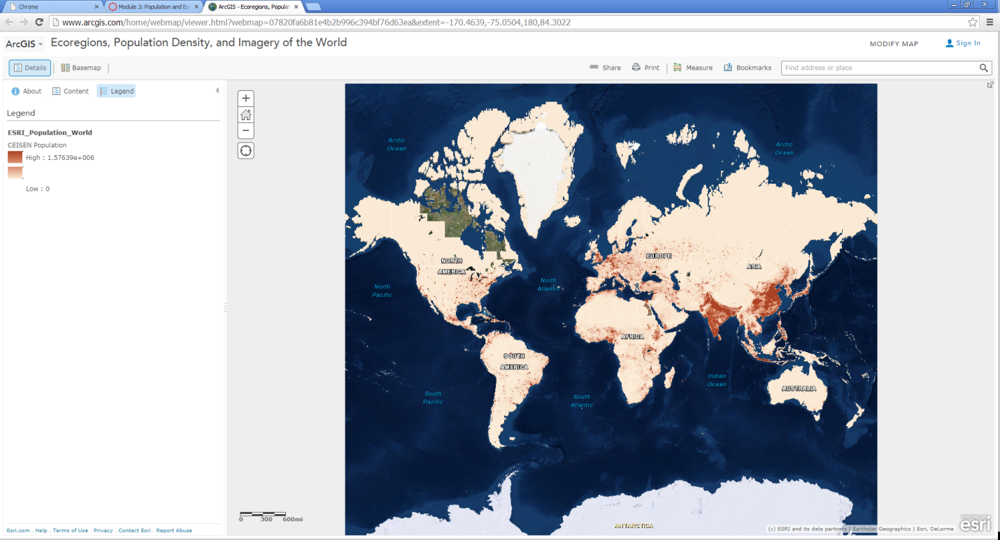 Chrome
Module 3: Population and Ec
ArcGIS - Ecoregions, Populat
www.arcgis.com/home/webmap/viewer.html?webmap=07820fa6b81e4b2b996c394bf76d63ea&extent=-170.4639,-75.0504,180,84.3022
ArcGIS
Ecoregions, Population Density, and Imagery of the World
MODIFY MAP
Sign In
Details
Basemap
Share
Print
Measure
Bookmarks
Find address or place
About
Content
Legend
Legend
ESRI_Population_World
CEISEN Population
High : 1.57639e+006
Low : 0
Arctic
Ocean
Arctic
Ocean
NORTH
AMERICA
EUROPE
ASIA
North
Pacific
North
Atlantic
AFRICA
SOUTH
AMERICA
Indian
Ocean
AUSTRALIA
South
Pacific
South
Atlantic
ANTARCTICA
0 300 600mi
(c) ESRI and its data partners | Earthstar Geographics | Esri, DeLorme
POWERED BY
esri
Esri.com . Help . Terms of Use . Privacy . Contact Esri . Report Abuse